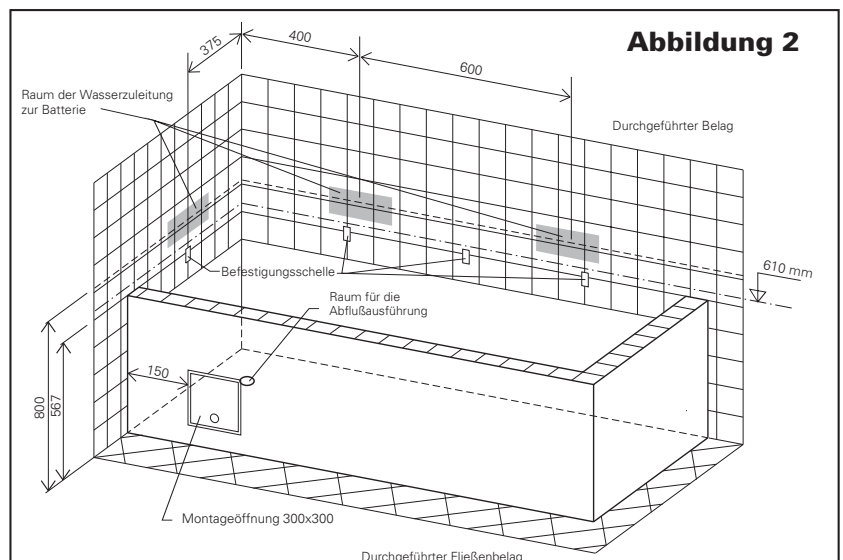 Abbildung 2
375
400
600
Raum der Wasserzuleitung
zur Batterie
Durchgeführter Belag
610 mm
Befestigungsschelle
Raum für die
Abflußausführung
150
800
567
Montageöffnung 300x300
Durchgeführter Fließenbelag